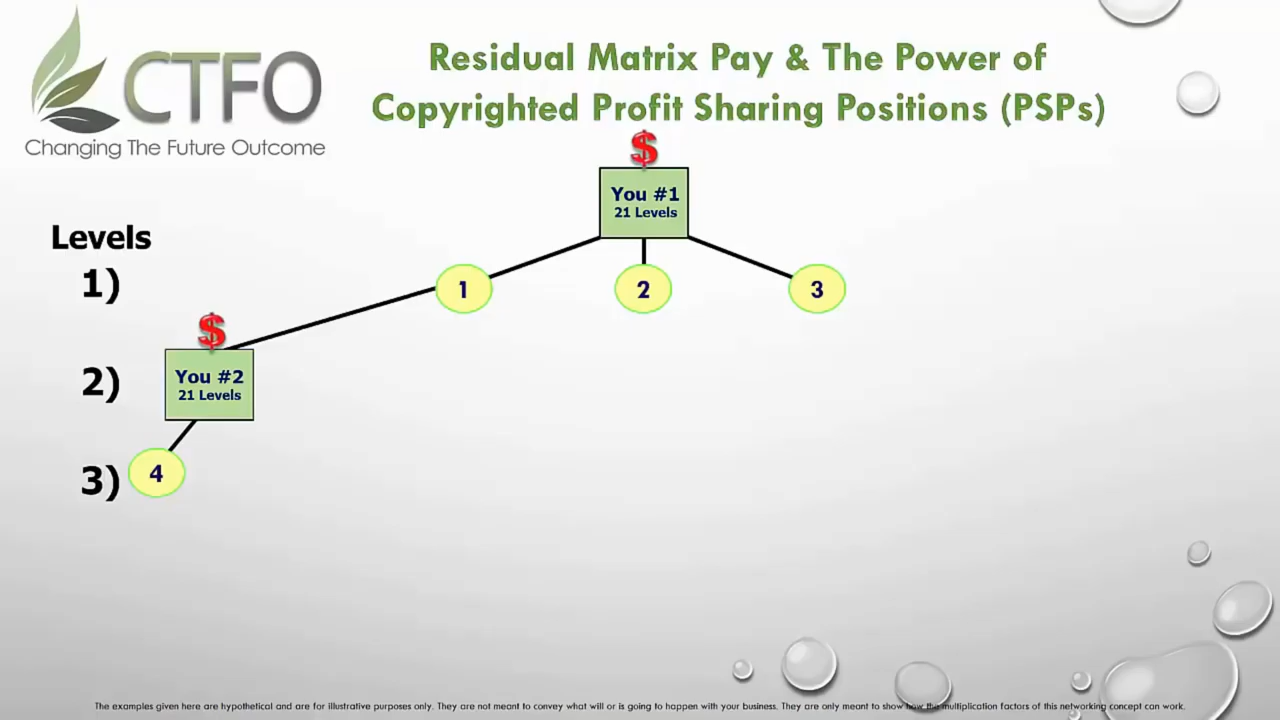 CTFO
Changing The Future Outcome
Residual Matrix Pay & The Power of
Copyrighted Profit Sharing Positions (PSPs)
$
You #1
21 Levels
Levels
1)
1
2
3
$
2)
You #2
21 Levels
3)
4
The examples given here are hypothetical and are for illustrative purposes only. They are not meant to convey what will or is going to happen with your business. They are only meant to show how the multiplication factors of this networking concept can work.